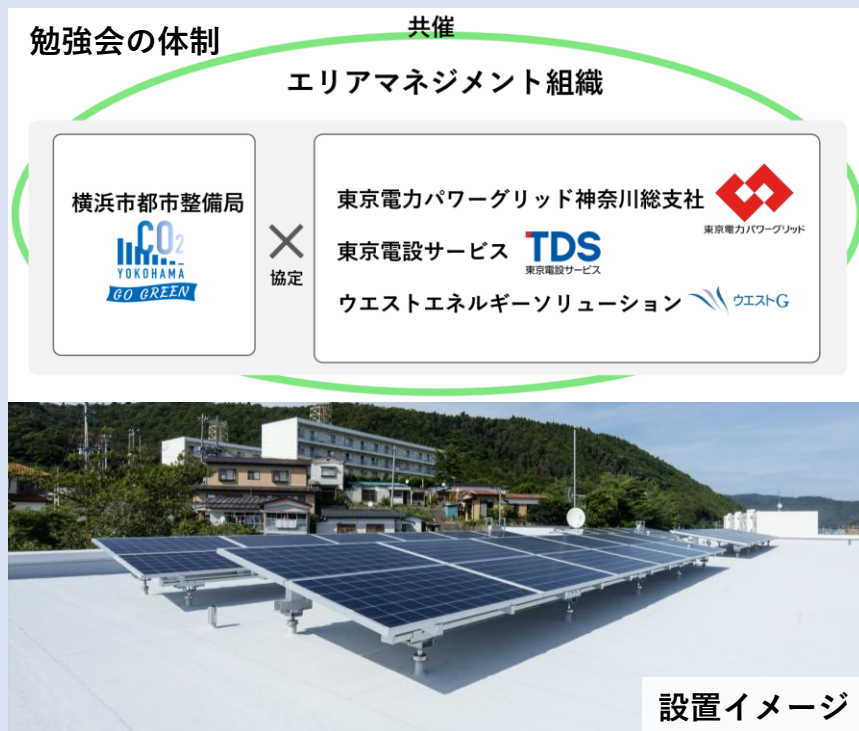 勉強会の体制
共催
エリアマネジメント組織
横浜市都市整備局
CO2
YOKOHAMA
GO GREEN
×
協定
東京電力パワーグリッド神奈川総支社
東京電力パワーグリッド
東京電設サービス
TDS
東京電設サービス
ウエストエネルギーソリューション
ウエストG
設置イメージ